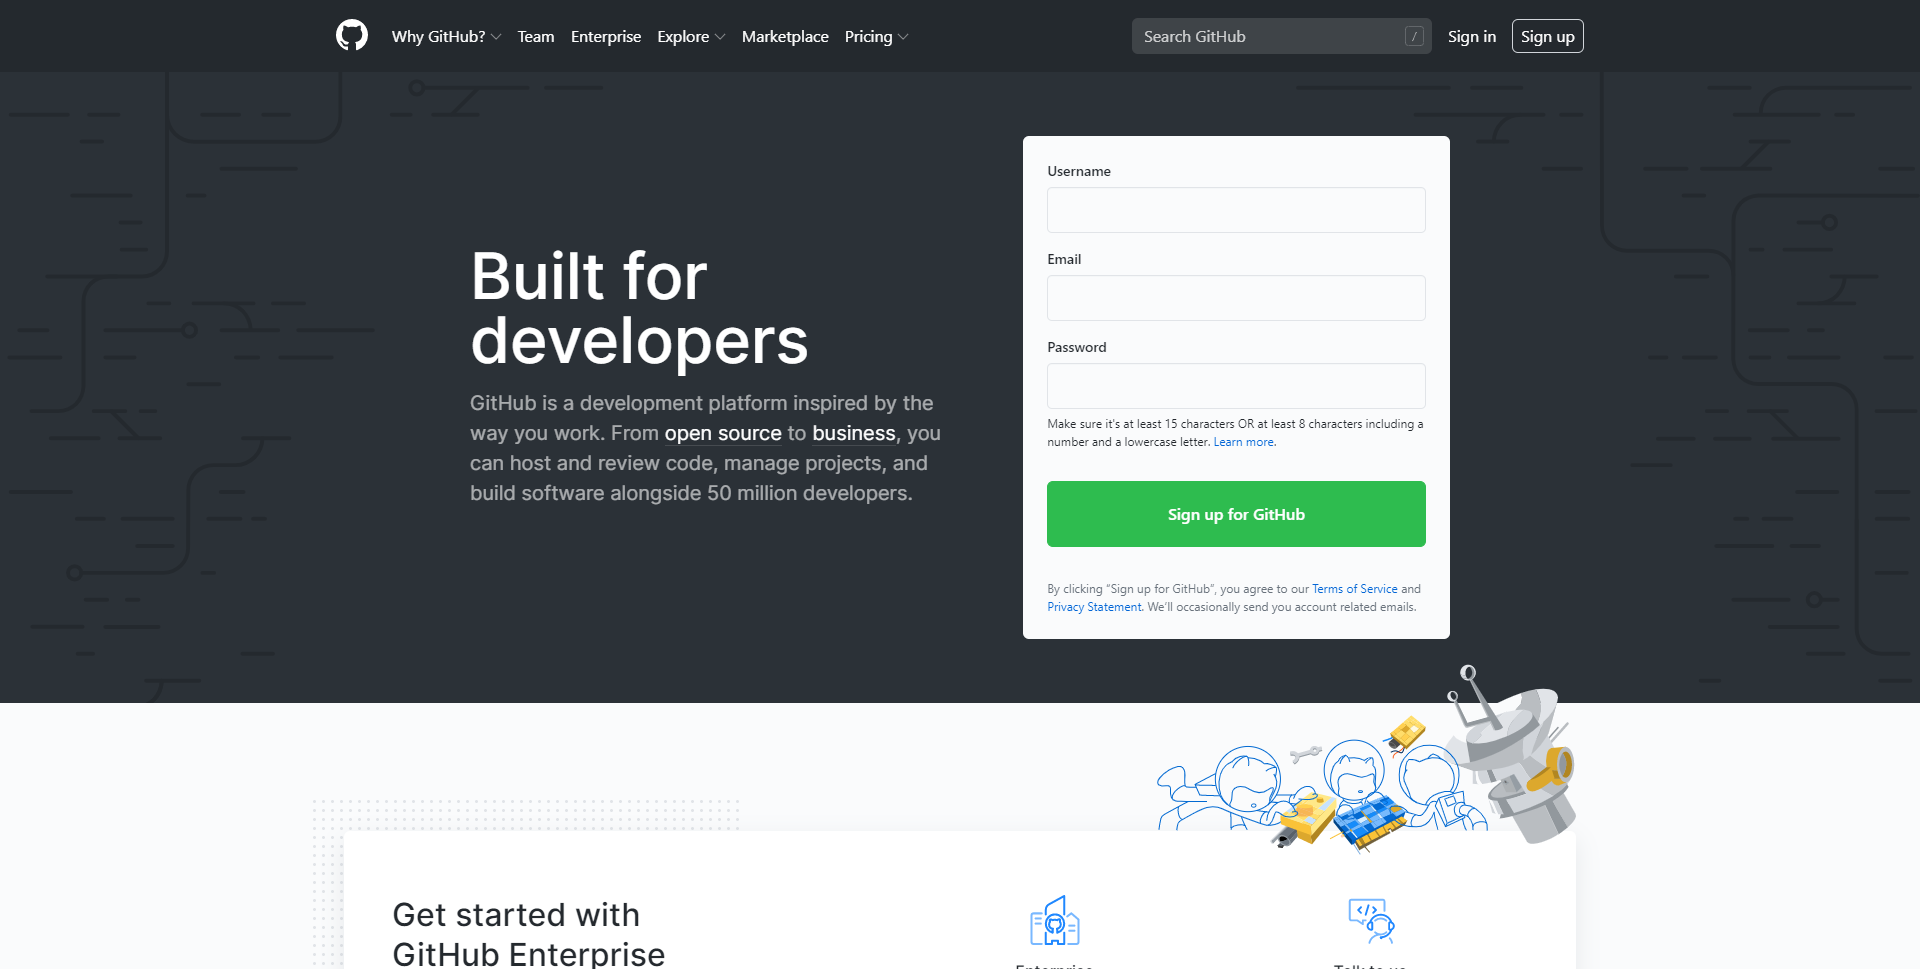 Why GitHub? Team Enterprise Explore Marketplace Pricing Search GitHub / Sign in Sign up
Built for
developers
GitHub is a development platform inspired by the
way you work. From open source to business, you
can host and review code, manage projects, and
build software alongside 50 million developers.
Username
Email
Password
Make sure it's at least 15 characters OR at least 8 characters including a
number and a lowercase letter. Learn more.
Sign up for GitHub
By clicking “Sign up for GitHub”, you agree to our Terms of Service and
Privacy Statement. We’ll occasionally send you account related emails.
Get started with
GitHub Enterprise
Enterprise
Talk to us